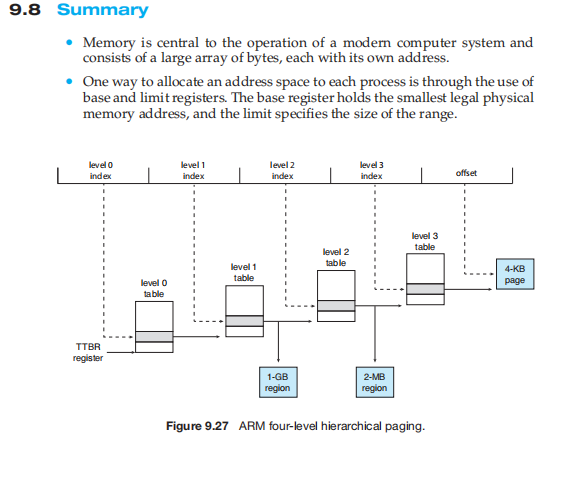 9.8 Summary
• Memory is central to the operation of a modern computer system and
consists of a large array of bytes, each with its own address.
• One way to allocate an address space to each process is through the use of
base and limit registers. The base register holds the smallest legal physical
memory address, and the limit specifies the size of the range.
level 0
index
level 1
index
level 2
index
level 3
index
offset
level 0
table
level 1
table
level 2
table
level 3
table
4-KB
page
TTBR
register
1-GB
region
2-MB
region
Figure 9.27 ARM four-level hierarchical paging.